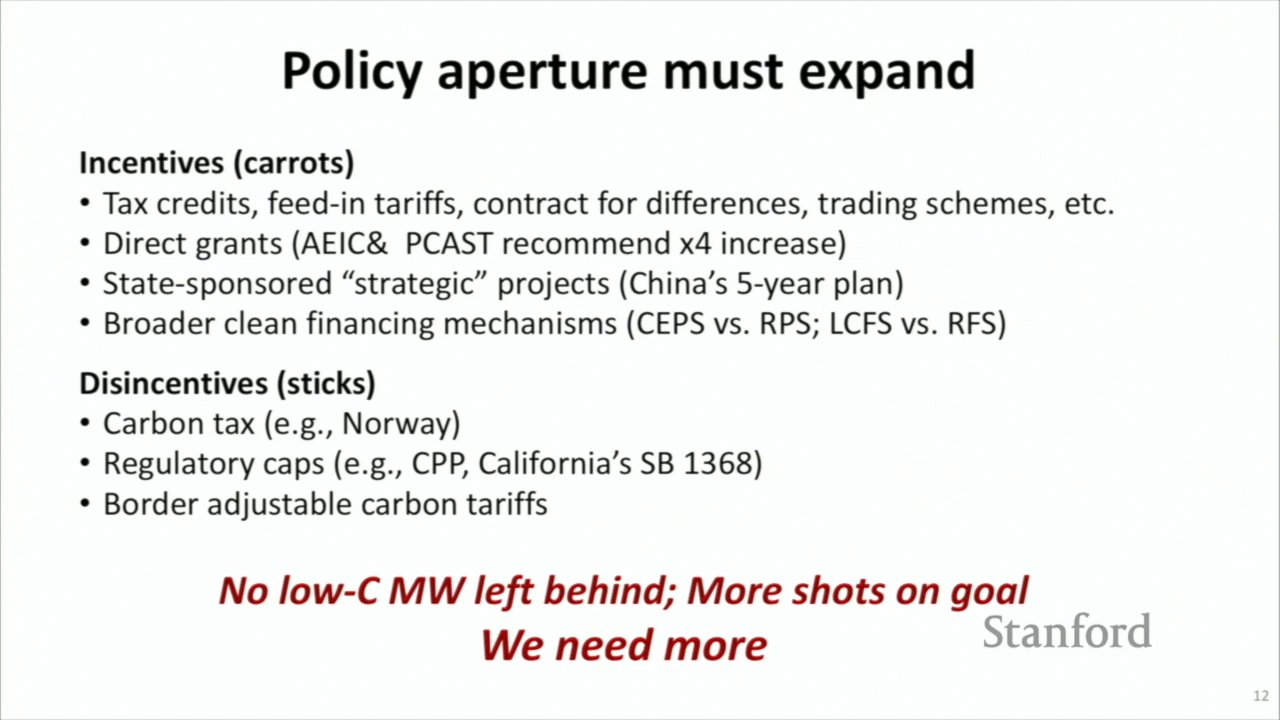 Policy aperture must expand
Incentives (carrots)
• Tax credits, feed-in tariffs, contract for differences, trading schemes, etc.
• Direct grants (AEIC&  PCAST recommend x4 increase)
• State-sponsored “strategic” projects (China’s 5-year plan)
• Broader clean financing mechanisms (CEPS vs. RPS; LCFS vs. RFS)
Disincentives (sticks)
• Carbon tax (e.g., Norway)
• Regulatory caps (e.g., CPP, California’s SB 1368)
• Border adjustable carbon tariffs
No low-C MW left behind; More shots on goal
We need more
Stanford
12